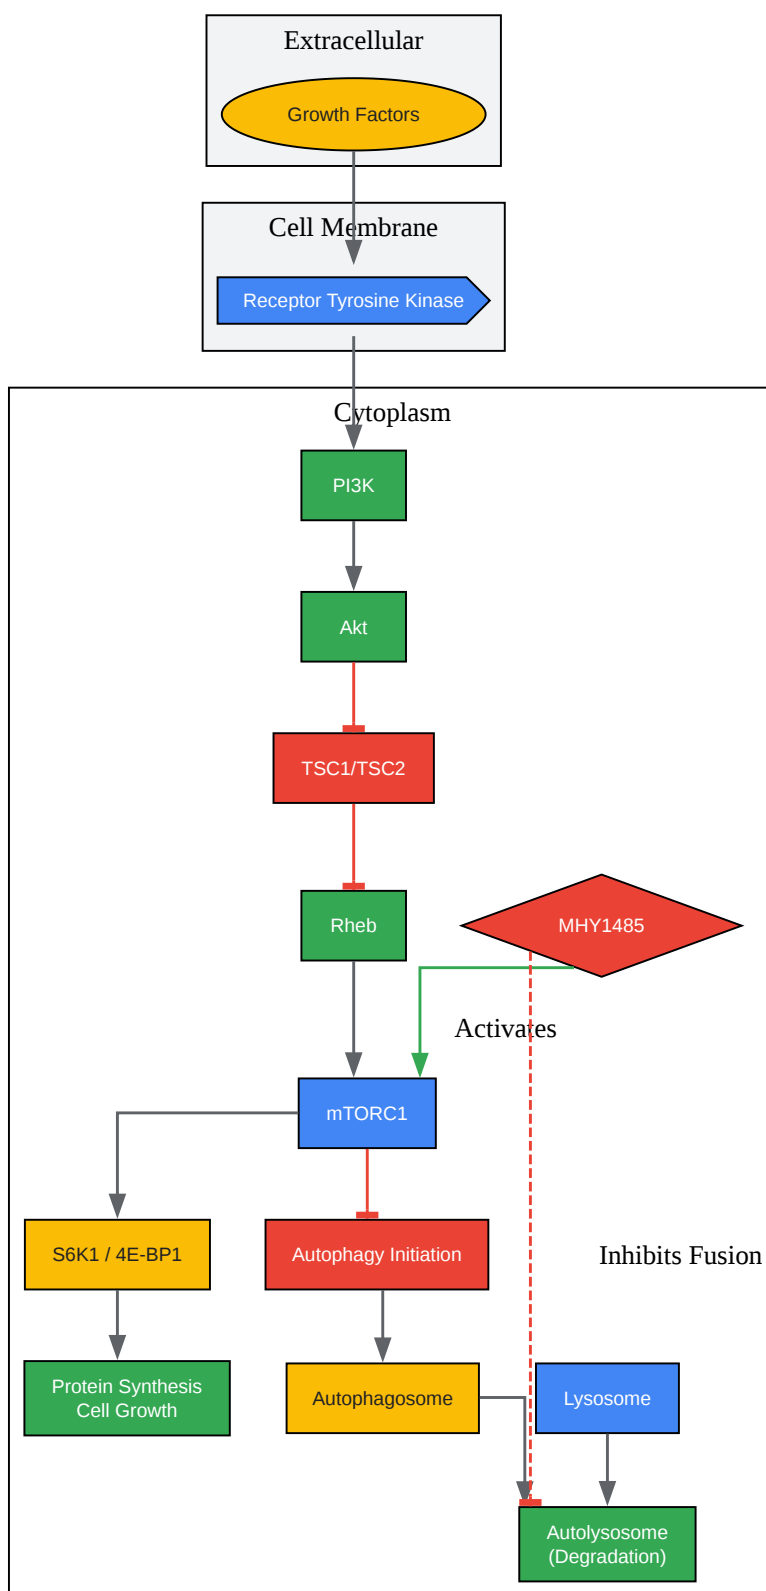 Extracellular
Growth Factors
Cell Membrane
Receptor Tyrosine Kinase
Cytoplasm
PI3K
Akt
TSC1/TSC2
Rheb
MHY1485
Activates
mTORC1
S6K1 / 4E-BP1
Autophagy Initiation
Inhibits Fusion
Protein Synthesis
Cell Growth
Autophagosome
Lysosome
Autolysosome
(Degradation)